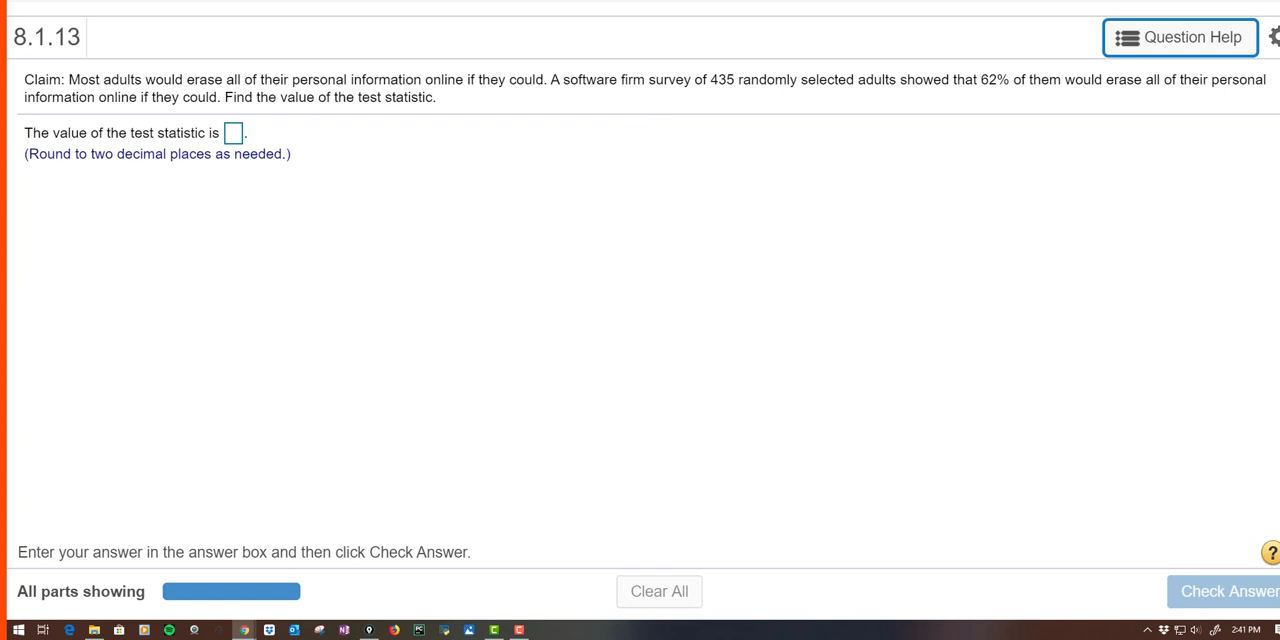 8.1.13
Question Help
Claim: Most adults would erase all of their personal information online if they could. A software firm survey of 435 randomly selected adults showed that 62% of them would erase all of their personal
information online if they could. Find the value of the test statistic.
The value of the test statistic is .
(Round to two decimal places as needed.)
Enter your answer in the answer box and then click Check Answer.
?
All parts showing
Clear All
Check Answer
2:41 PM